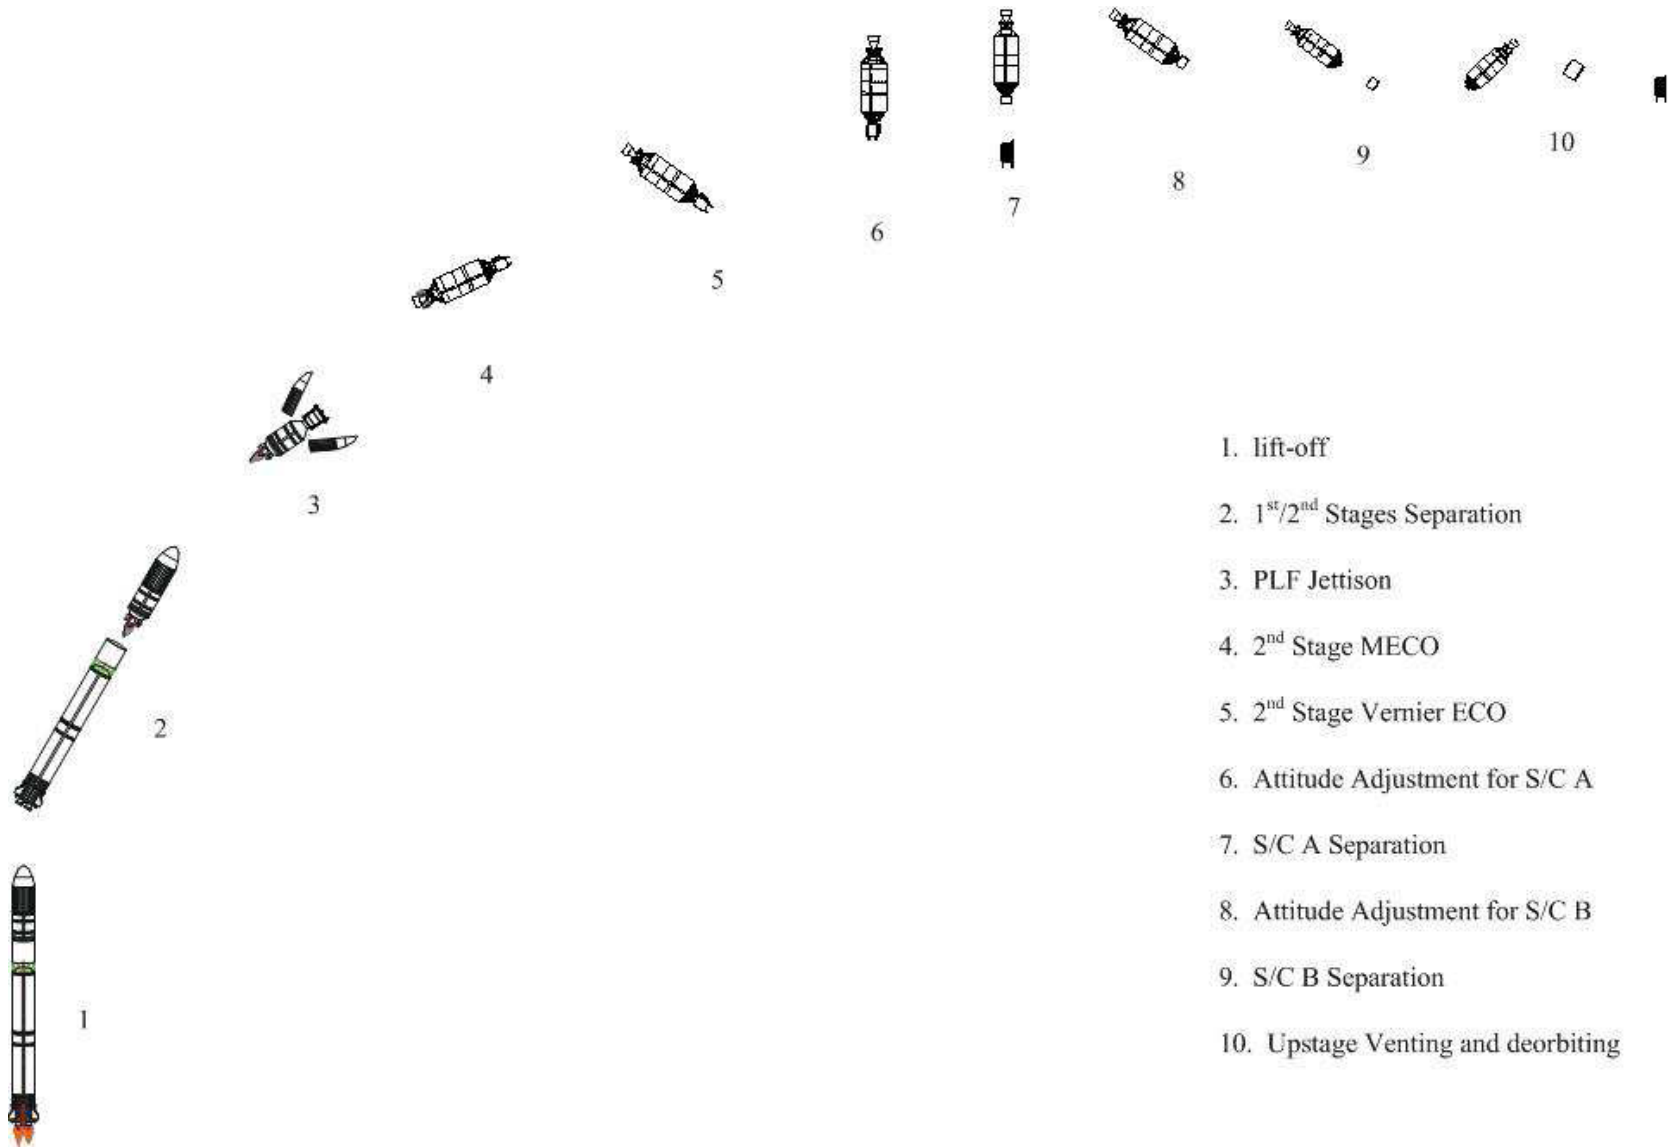 6
7
8
9
10
5
4
3
2
1
1. lift-off
2. 1st/2nd Stages Separation
3. PLF Jettison
4. 2nd Stage MECO
5. 2nd Stage Vernier ECO
6. Attitude Adjustment for S/C A
7. S/C A Separation
8. Attitude Adjustment for S/C B
9. S/C B Separation
10. Upstage Venting and deorbiting